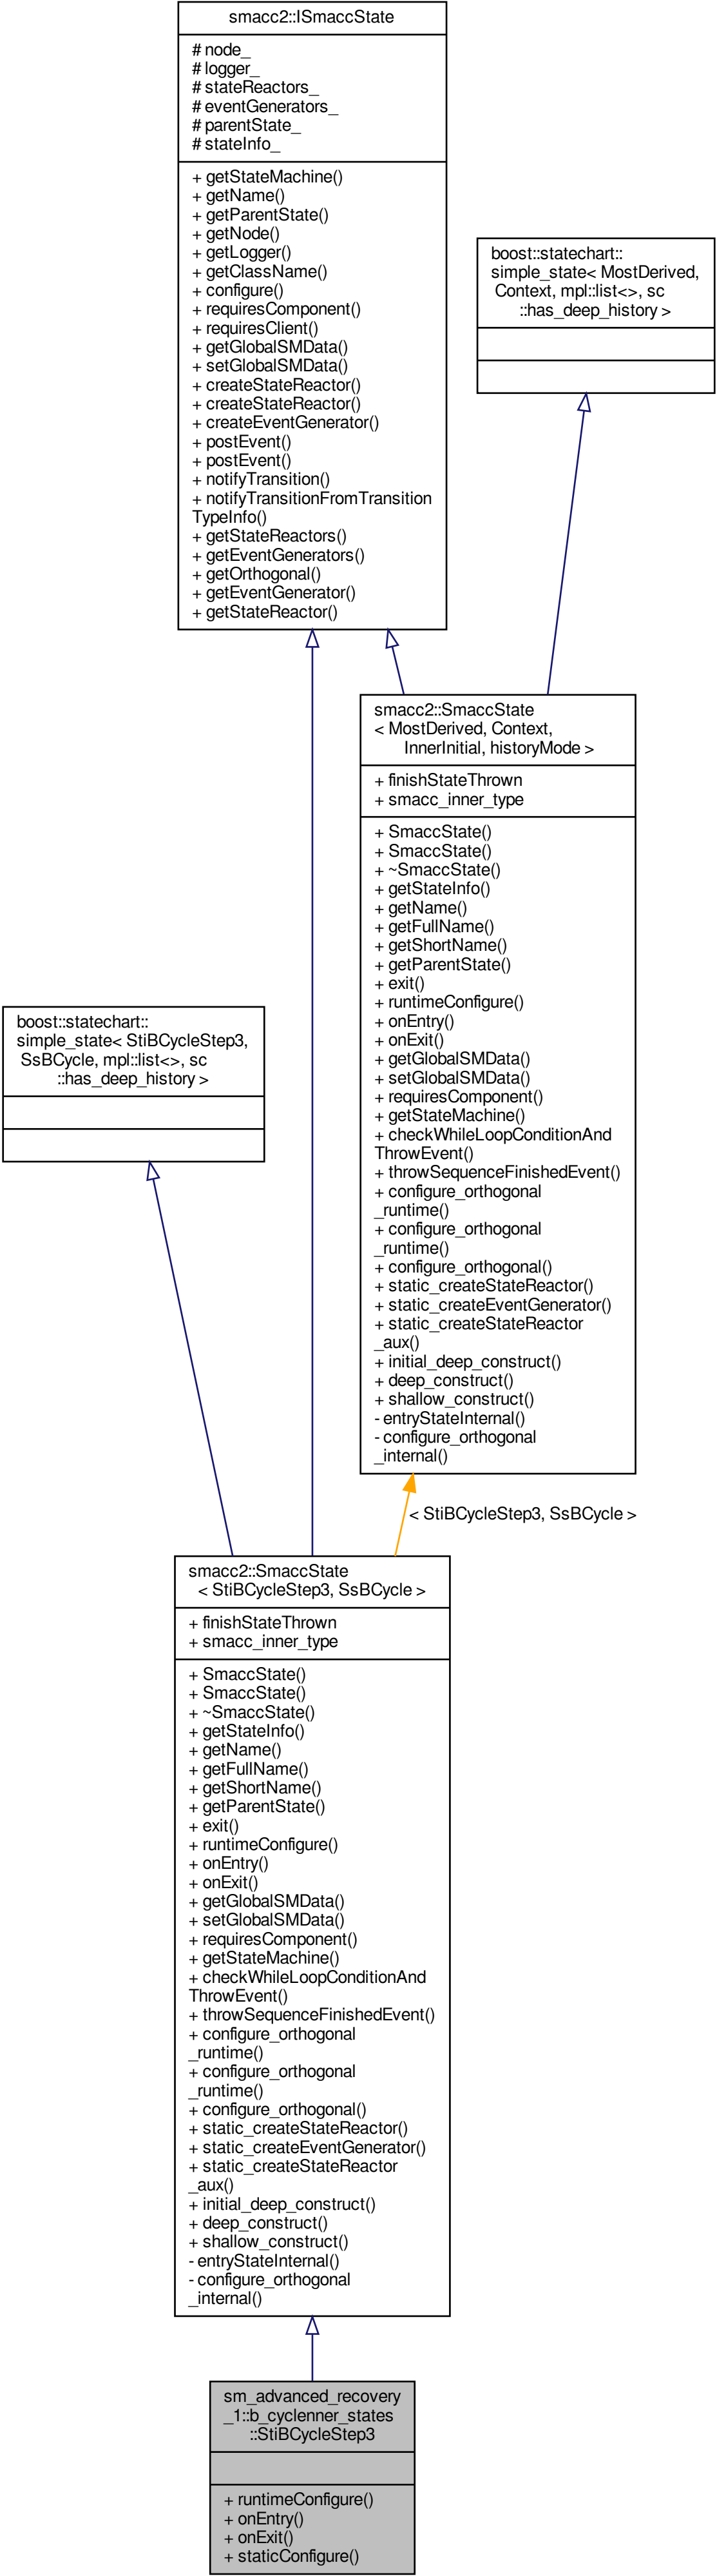 smacc2::ISmaccState
# node_
# logger_
# stateReactors_
# eventGenerators_
# parentState_
# stateInfo_
+ getStateMachine()
+ getName()
+ getParentState()
+ getNode()
+ getLogger()
+ getClassName()
+ configure()
+ requiresComponent()
+ requiresClient()
+ getGlobalSMData()
+ setGlobalSMData()
+ createStateReactor()
+ createStateReactor()
+ createEventGenerator()
+ postEvent()
+ postEvent()
+ notifyTransition()
+ notifyTransitionFromTransition
TypeInfo()
+ getStateReactors()
+ getEventGenerators()
+ getOrthogonal()
+ getEventGenerator()
+ getStateReactor()
boost::statechart::
simple_state< MostDerived,
Context, mpl::list<>, sc
::has_deep_history >
smacc2::SmaccState
< MostDerived, Context,
InnerInitial, historyMode >
+ finishStateThrown
+ smacc_inner_type
+ SmaccState()
+ SmaccState()
+ ~SmaccState()
+ getStateInfo()
+ getName()
+ getFullName()
+ getShortName()
+ getParentState()
+ exit()
+ runtimeConfigure()
+ onEntry()
+ onExit()
+ getGlobalSMData()
+ setGlobalSMData()
+ requiresComponent()
+ getStateMachine()
+ checkWhileLoopConditionAnd
ThrowEvent()
+ throwSequenceFinishedEvent()
+ configure_orthogonal
_runtime()
+ configure_orthogonal
_runtime()
+ configure_orthogonal()
+ static_createStateReactor()
+ static_createEventGenerator()
+ static_createStateReactor
_aux()
+ initial_deep_construct()
+ deep_construct()
+ shallow_construct()
- entryStateInternal()
- configure_orthogonal
_internal()
boost::statechart::
simple_state< StiBCycleStep3,
SsBCycle, mpl::list<>, sc
::has_deep_history >
< StiBCycleStep3, SsBCycle >
smacc2::SmaccState
< StiBCycleStep3, SsBCycle >
+ finishStateThrown
+ smacc_inner_type
+ SmaccState()
+ SmaccState()
+ ~SmaccState()
+ getStateInfo()
+ getName()
+ getFullName()
+ getShortName()
+ getParentState()
+ exit()
+ runtimeConfigure()
+ onEntry()
+ onExit()
+ getGlobalSMData()
+ setGlobalSMData()
+ requiresComponent()
+ getStateMachine()
+ checkWhileLoopConditionAnd
ThrowEvent()
+ throwSequenceFinishedEvent()
+ configure_orthogonal
_runtime()
+ configure_orthogonal
_runtime()
+ configure_orthogonal()
+ static_createStateReactor()
+ static_createEventGenerator()
+ static_createStateReactor
_aux()
+ initial_deep_construct()
+ deep_construct()
+ shallow_construct()
- entryStateInternal()
- configure_orthogonal
_internal()
sm_advanced_recovery
_1::b_cyclenner_states
::StiBCycleStep3
+ runtimeConfigure()
+ onEntry()
+ onExit()
+ staticConfigure()